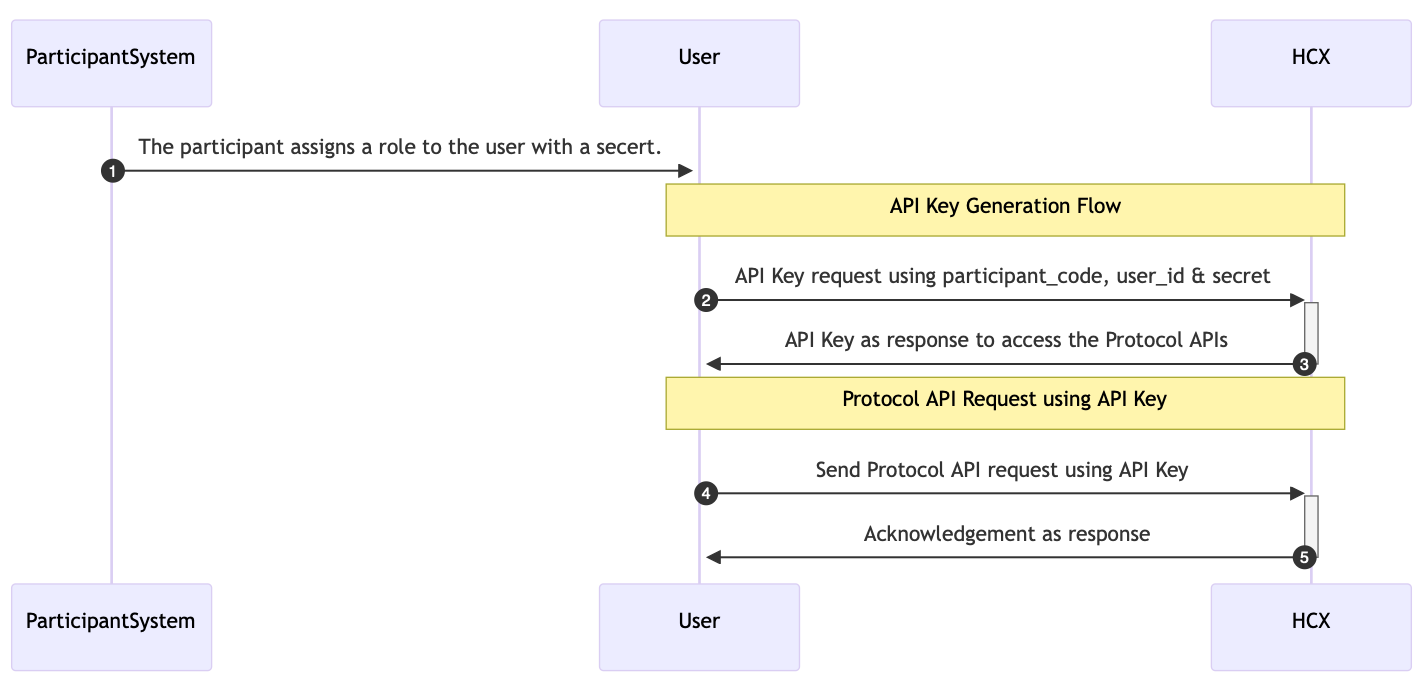 ParticipantSystem
User
HCX
The participant assigns a role to the user with a secert.
1
API Key Generation Flow
API Key request using participant_code, user_id & secret
2
API Key as response to access the Protocol APIs
3
Protocol API Request using API Key
Send Protocol API request using API Key
4
Acknowledgement as response
5
ParticipantSystem
User
HCX